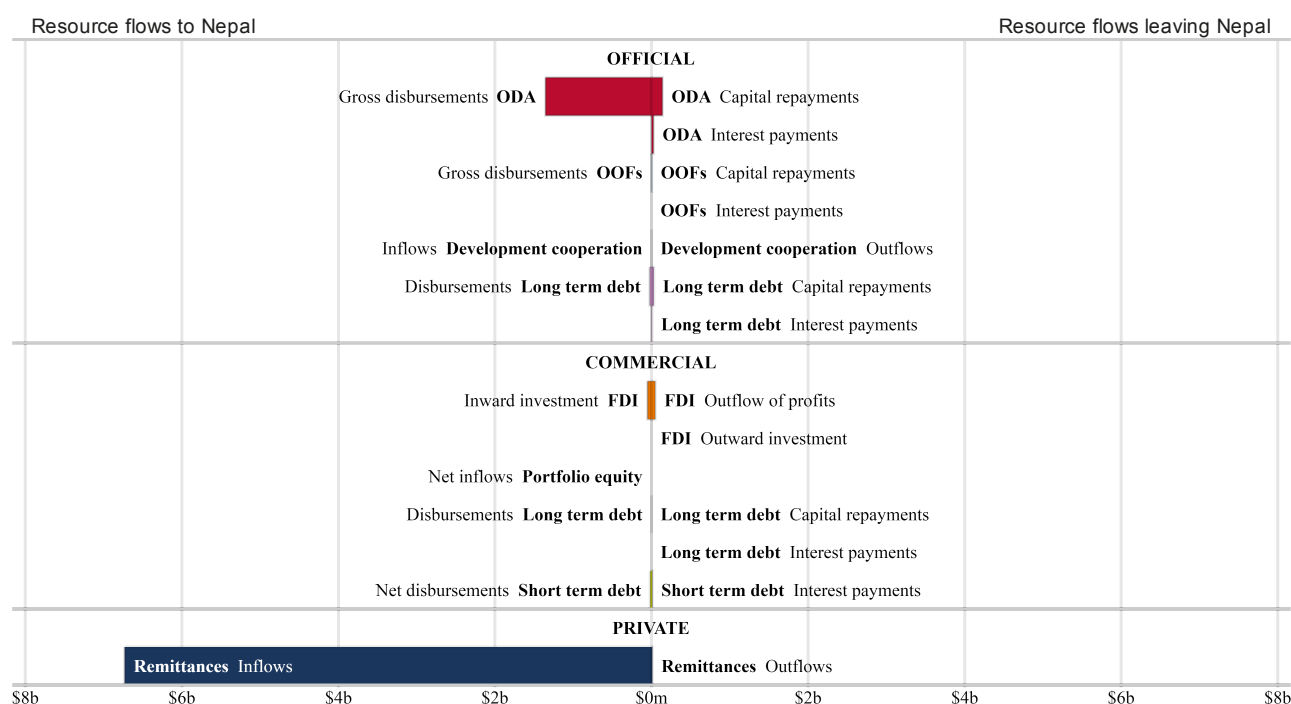 Resource flows to Nepal Resource flows leaving Nepal
OFFICIAL
Gross disbursements ODA ODA Capital repayments
ODA Interest payments
Gross disbursements OOFs OOFs Capital repayments
OOFs Interest payments
Inflows Development cooperation Development cooperation Outflows
Disbursements Long term debt Long term debt Capital repayments
Long term debt Interest payments
COMMERCIAL
Inward investment FDI FDI Outflow of profits
FDI Outward investment
Net inflows Portfolio equity
Disbursements Long term debt Long term debt Capital repayments
Long term debt Interest payments
Net disbursements Short term debt Short term debt Interest payments
PRIVATE
Remittances Inflows Remittances Outflows
$8b $6b $4b $2b $0m $2b $4b $6b $8b